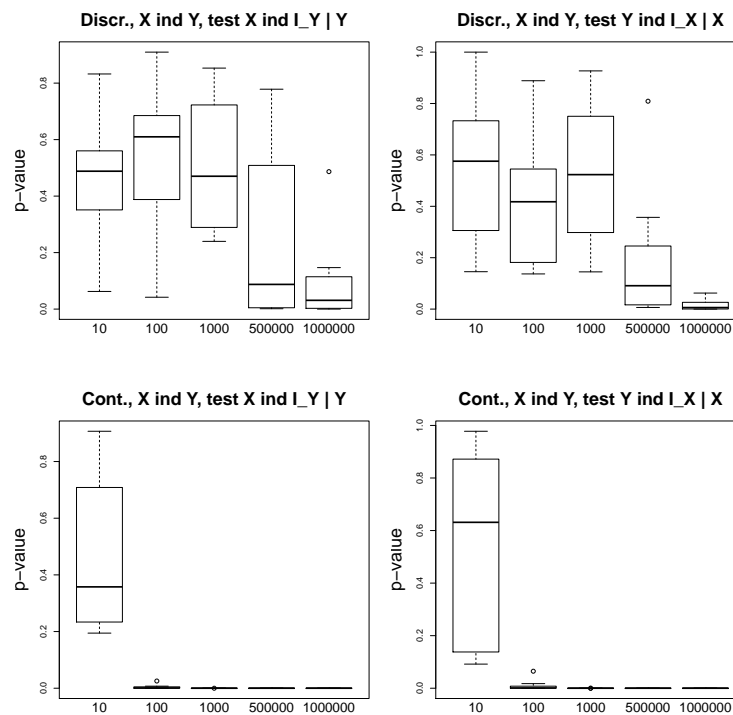 Discr., X ind Y, test X ind I_Y | Y
p−value
0.0
0.2
0.4
0.6
0.8
10 100 1000 500000 1000000
Discr., X ind Y, test Y ind I_X | X
p−value
0.0
0.2
0.4
0.6
0.8
1.0
10 100 1000 500000 1000000
Cont., X ind Y, test X ind I_Y | Y
p−value
0.0
0.2
0.4
0.6
0.8
10 100 1000 500000 1000000
Cont., X ind Y, test Y ind I_X | X
p−value
0.0
0.2
0.4
0.6
0.8
1.0
10 100 1000 500000 1000000